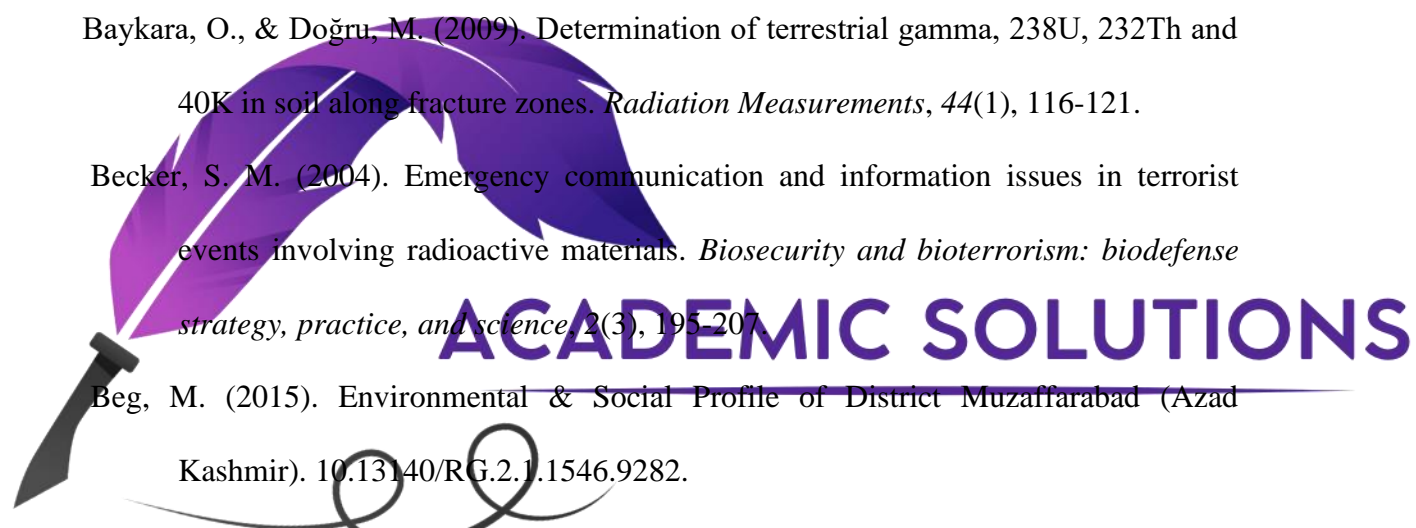 Baykara, O., & Doğru, M. (2009). Determination of terrestrial gamma, 238U, 232Th and
40K in soil along fracture zones. Radiation Measurements, 44(1), 116-121.
Becker, S. M. (2004). Emergency communication and information issues in terrorist
events involving radioactive materials. Biosecurity and bioterrorism: biodefense
strategy, practice, and science, 2(3), 195-207.
ACADEMIC SOLUTIONS
Beg, M. (2015). Environmental & Social Profile of District Muzaffarabad (Azad
Kashmir). 10.13140/RG.2.1.1546.9282.